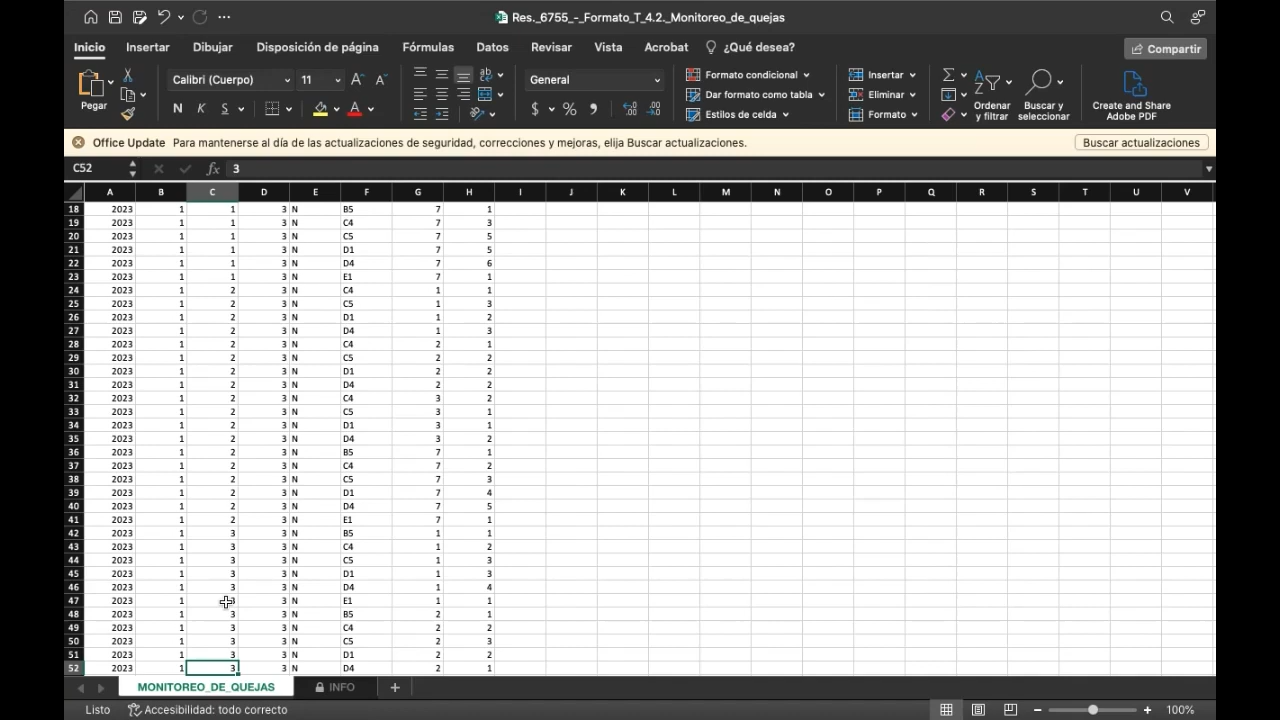 Res._6755_-_Formato_T_4.2._Monitoreo_de_quejas
Inicio Insertar Dibujar Disposición de página Fórmulas Datos Revisar Vista Acrobat ¿Qué desea? Compartir
Pegar Calibri (Cuerpo) 11 General Formato condicional Dar formato como tabla Estilos de celda Insertar Eliminar Formato Ordenar y filtrar Buscar y seleccionar Create and Share Adobe PDF
Office Update Para mantenerse al día de las actualizaciones de seguridad, correcciones y mejoras, elija Buscar actualizaciones. Buscar actualizaciones
C52 fx 3
A B C D E F G H I J K L M N O P Q R S T U V
18 2023 1 1 3 N B5 7 1
19 2023 1 1 3 N C4 7 3
20 2023 1 1 3 N C5 7 5
21 2023 1 1 3 N D1 7 5
22 2023 1 1 3 N D4 7 6
23 2023 1 1 3 N E1 7 1
24 2023 1 2 3 N C4 1 1
25 2023 1 2 3 N C5 1 3
26 2023 1 2 3 N D1 1 2
27 2023 1 2 3 N D4 1 3
28 2023 1 2 3 N C4 2 1
29 2023 1 2 3 N C5 2 2
30 2023 1 2 3 N D1 2 2
31 2023 1 2 3 N D4 2 2
32 2023 1 2 3 N C4 3 2
33 2023 1 2 3 N C5 3 1
34 2023 1 2 3 N D1 3 1
35 2023 1 2 3 N D4 3 2
36 2023 1 2 3 N B5 7 1
37 2023 1 2 3 N C4 7 2
38 2023 1 2 3 N C5 7 3
39 2023 1 2 3 N D1 7 4
40 2023 1 2 3 N D4 7 5
41 2023 1 2 3 N E1 7 1
42 2023 1 3 3 N B5 1 1
43 2023 1 3 3 N C4 1 2
44 2023 1 3 3 N C5 1 3
45 2023 1 3 3 N D1 1 3
46 2023 1 3 3 N D4 1 4
47 2023 1 3 3 N E1 1 1
48 2023 1 3 3 N B5 2 1
49 2023 1 3 3 N C4 2 2
50 2023 1 3 3 N C5 2 3
51 2023 1 3 3 N D1 2 2
52 2023 1 3 3 N D4 2 1
MONITOREO_DE_QUEJAS INFO
Listo Accesibilidad: todo correcto 100%